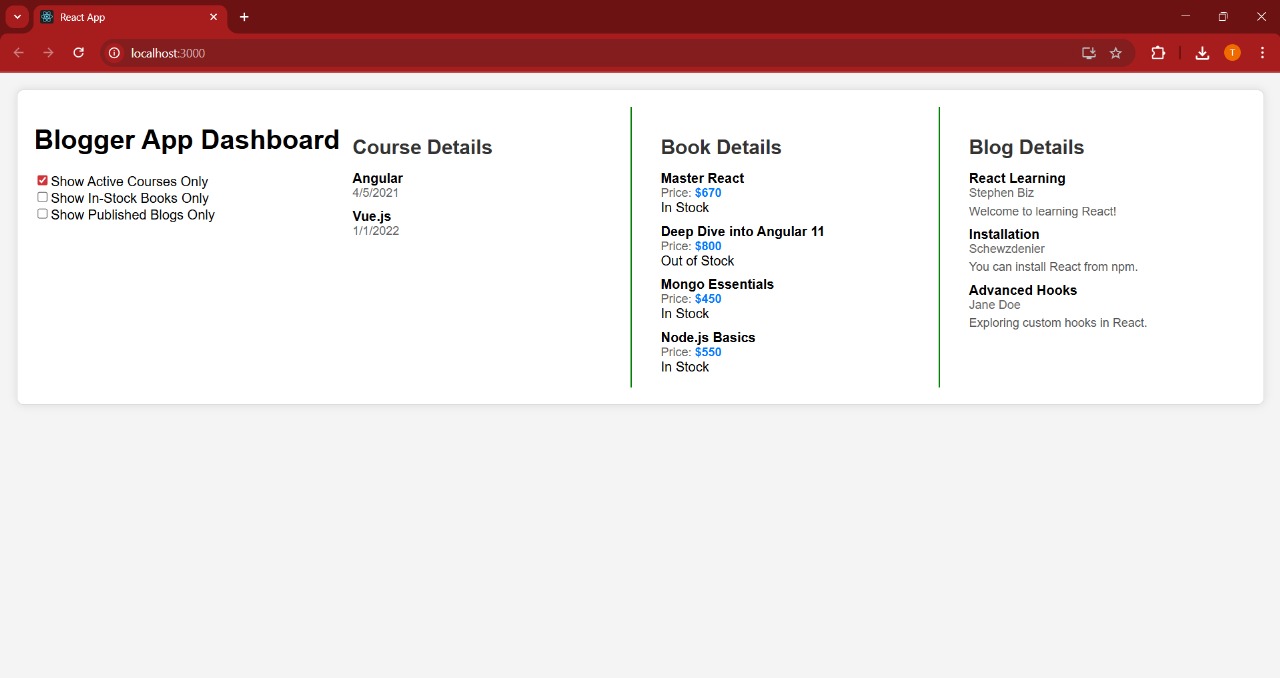 React App
localhost:3000
T
Blogger App Dashboard
Show Active Courses Only
Show In-Stock Books Only
Show Published Blogs Only
Course Details
Angular
4/5/2021
Vue.js
1/1/2022
Book Details
Master React
Price: $670
In Stock
Deep Dive into Angular 11
Price: $800
Out of Stock
Mongo Essentials
Price: $450
In Stock
Node.js Basics
Price: $550
In Stock
Blog Details
React Learning
Stephen Biz
Welcome to learning React!
Installation
Schewzdenier
You can install React from npm.
Advanced Hooks
Jane Doe
Exploring custom hooks in React.